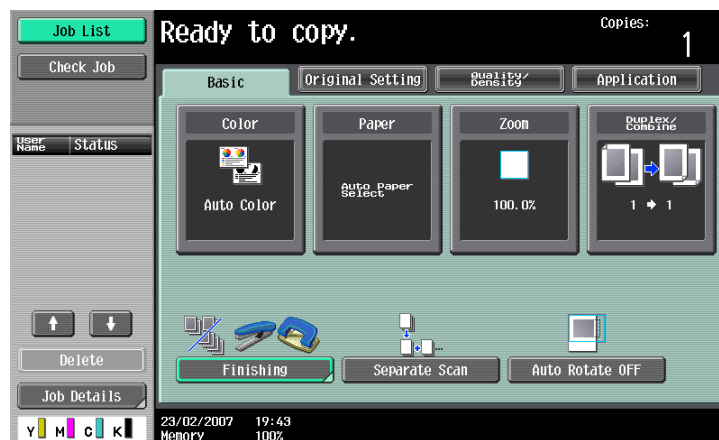 Job List
Check Job
User
Name
Status
Delete
Job Details
Y M C K
Ready to copy.
Copies:
1
Basic
Original Setting
Quality/
Density
Application
Color
Auto Color
Paper
Auto Paper
Select
Zoom
100.0%
Duplex/
Combine
1 → 1
Finishing
Separate Scan
Auto Rotate OFF
23/02/2007 19:43
Memory 100%